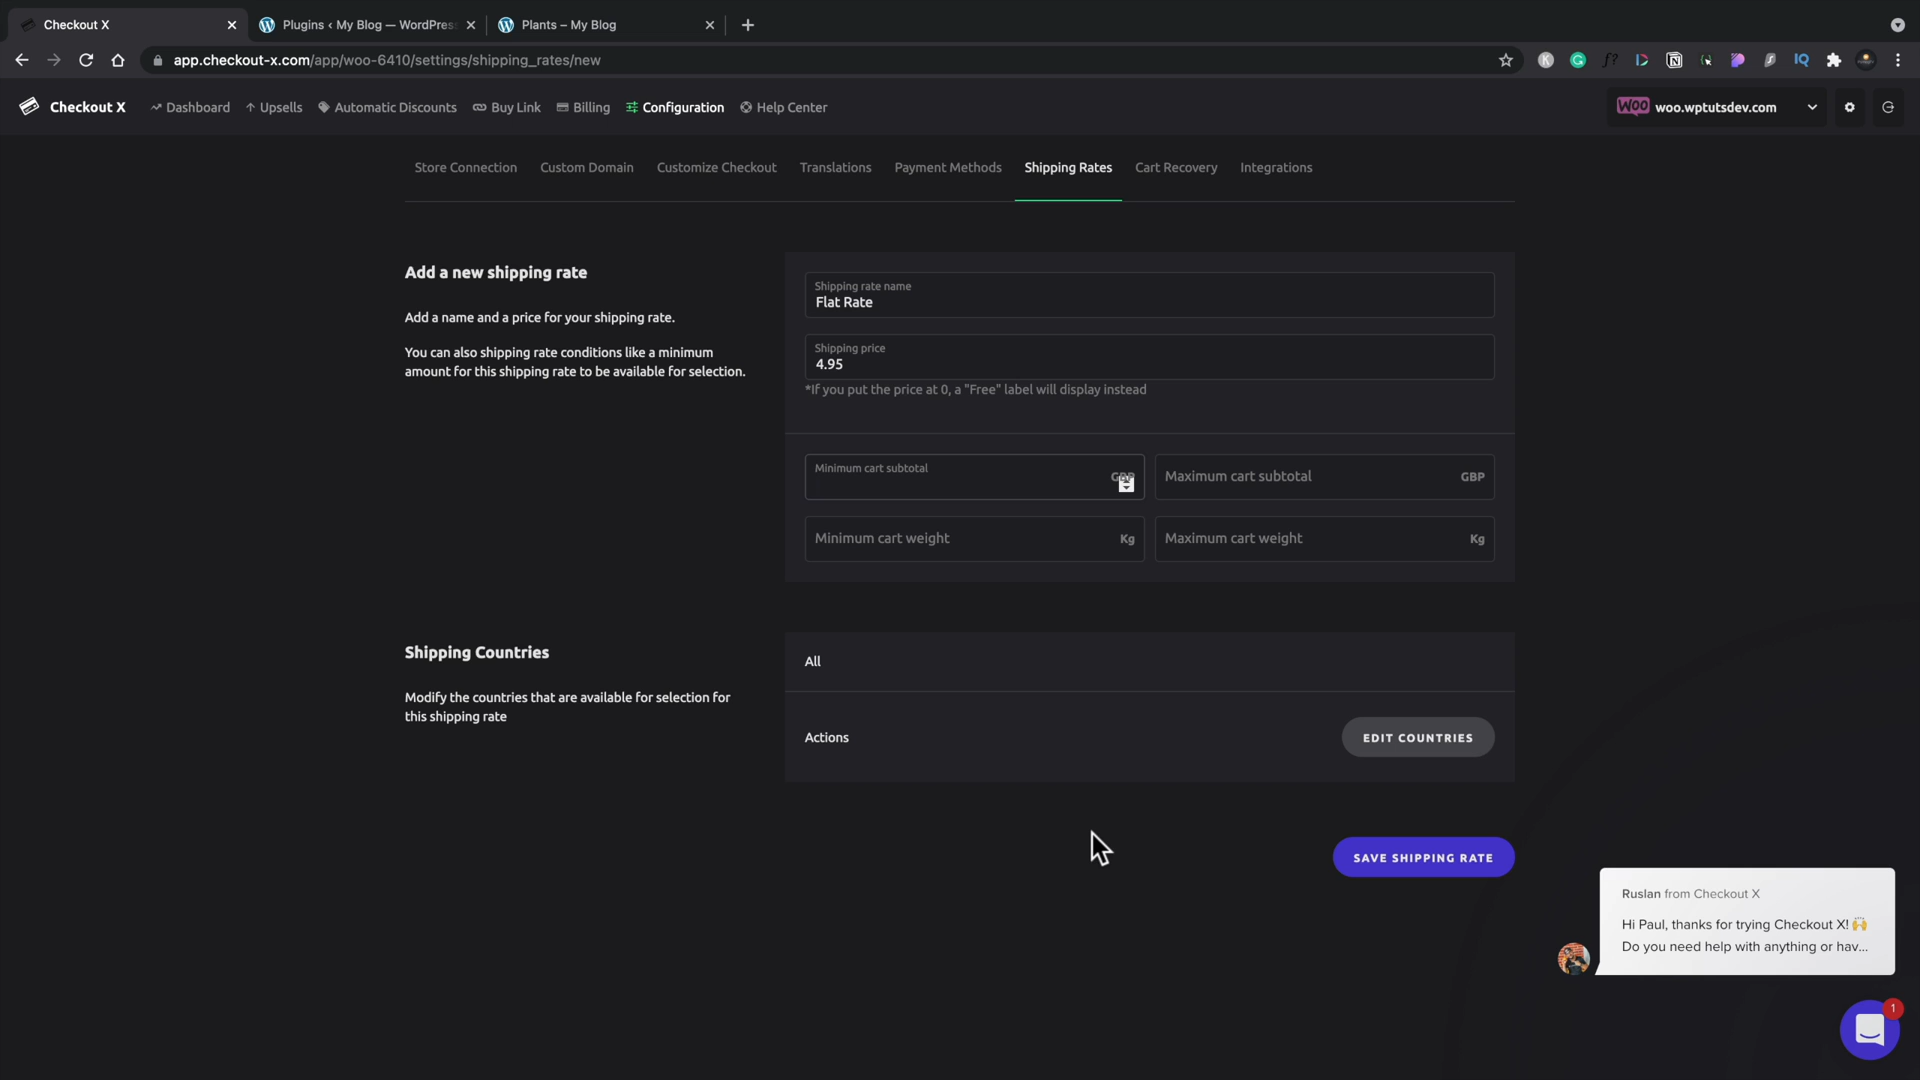 Checkout X
Plugins ‹ My Blog — WordPres
Plants – My Blog
app.checkout-x.com/app/woo-6410/settings/shipping_rates/new
Checkout X
Dashboard
Upsells
Automatic Discounts
Buy Link
Billing
Configuration
Help Center
WOO
woo.wptutsdev.com
Store Connection
Custom Domain
Customize Checkout
Translations
Payment Methods
Shipping Rates
Cart Recovery
Integrations
Add a new shipping rate
Add a name and a price for your shipping rate.
You can also shipping rate conditions like a minimum
amount for this shipping rate to be available for selection.
Shipping rate name
Flat Rate
Shipping price
4.95
*If you put the price at 0, a "Free" label will display instead
Minimum cart subtotal
GBP
Maximum cart subtotal
GBP
Minimum cart weight
Kg
Maximum cart weight
Kg
Shipping Countries
Modify the countries that are available for selection for
this shipping rate
All
Actions
EDIT COUNTRIES
SAVE SHIPPING RATE
Ruslan from Checkout X
Hi Paul, thanks for trying Checkout X! 🙌
Do you need help with anything or hav...
1